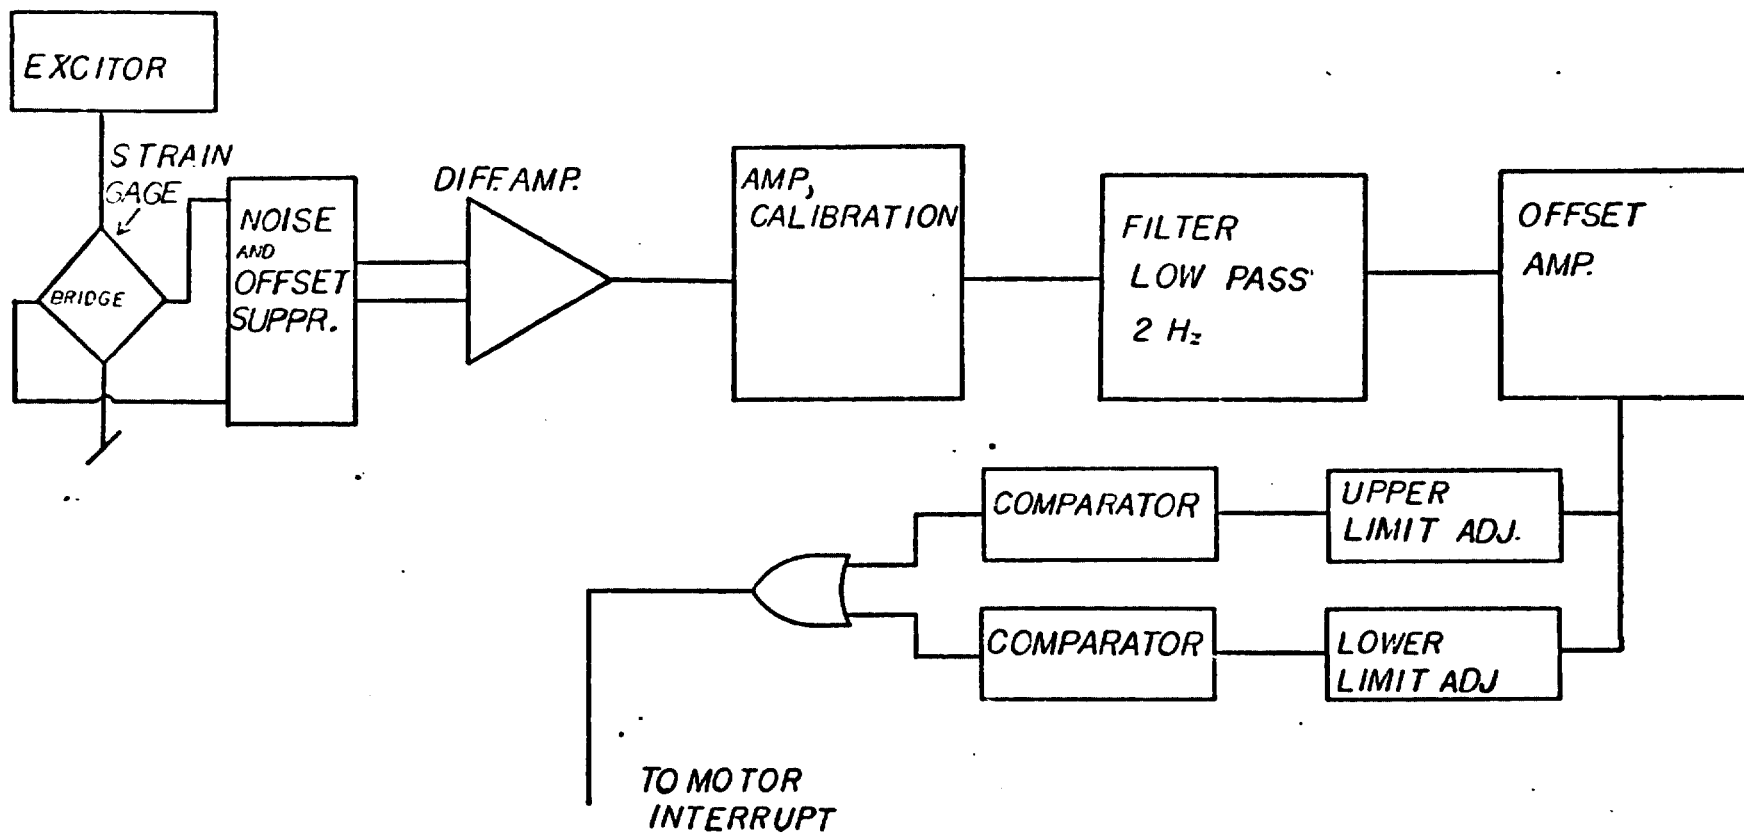 EXCITOR
STRAIN
GAGE
BRIDGE
NOISE
AND
OFFSET
SUPPR.
DIFF. AMP.
AMP,
CALIBRATION
FILTER
LOW PASS
2 Hz
OFFSET
AMP.
COMPARATOR
UPPER
LIMIT ADJ.
COMPARATOR
LOWER
LIMIT ADJ
TO MOTOR
INTERRUPT